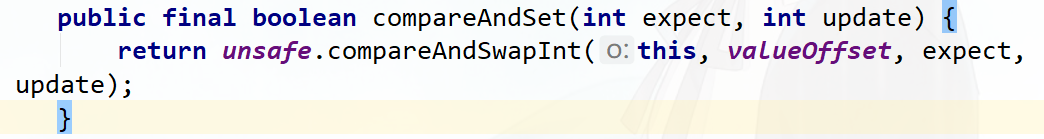 public final boolean compareAndSet(int expect, int update) {
return unsafe.compareAndSwapInt( o: this, valueOffset, expect,
update);
}